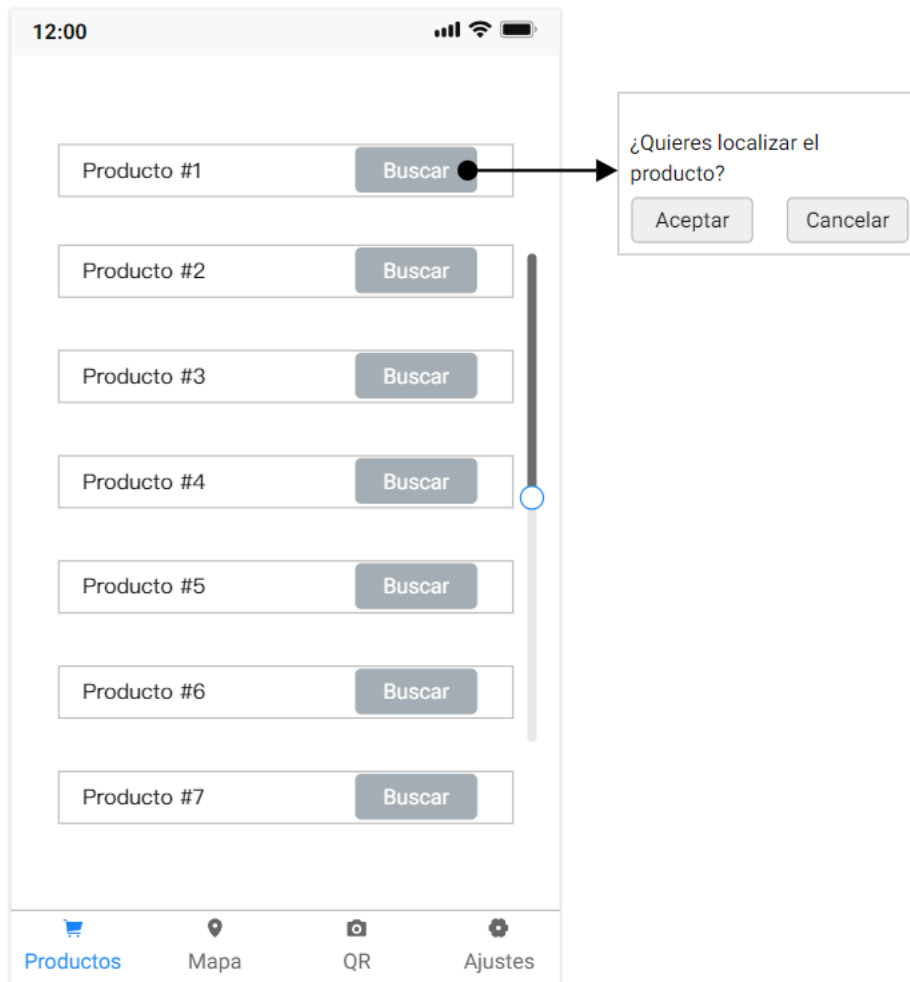 12:00
Producto #1 Buscar
¿Quieres localizar el
producto?
Aceptar Cancelar
Producto #2 Buscar
Producto #3 Buscar
Producto #4 Buscar
Producto #5 Buscar
Producto #6 Buscar
Producto #7 Buscar
Productos Mapa QR Ajustes